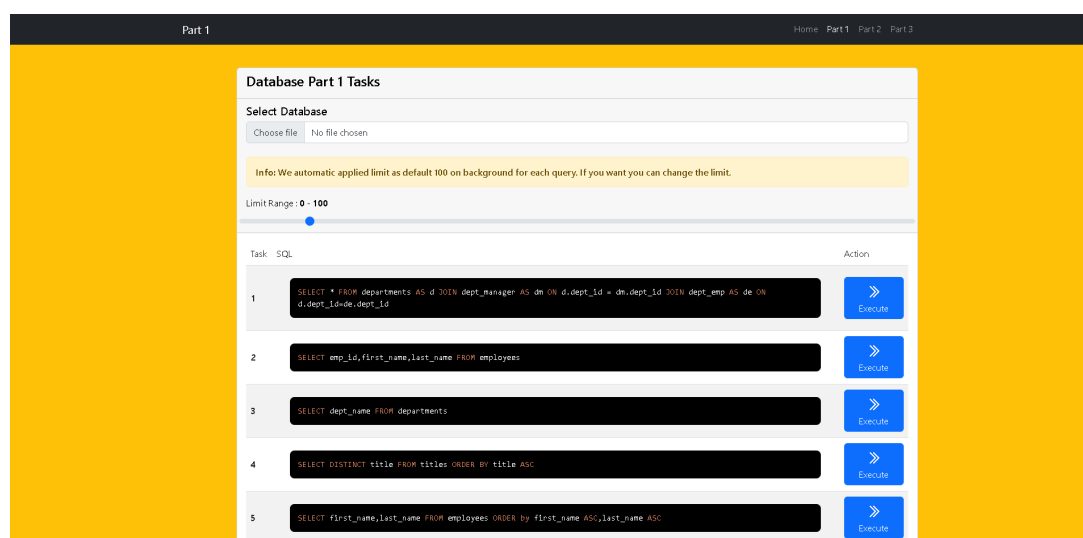 Part 1
Home Part 1 Part 2 Part 3
Database Part 1 Tasks
Select Database
Choose file No file chosen
Info: We automatic applied limit as default 100 on background for each query. If you want you can change the limit.
Limit Range : 0 - 100
Task SQL Action
1
SELECT * FROM departments AS d JOIN dept_manager AS dm ON d.dept_id = dm.dept_id JOIN dept_emp AS de ON
d.dept_id=de.dept_id
Execute
2 SELECT emp_id,first_name,last_name FROM employees
Execute
3 SELECT dept_name FROM departments
Execute
4 SELECT DISTINCT title FROM titles ORDER BY title ASC
Execute
5 SELECT first_name,last_name FROM employees ORDER by first_name ASC,last_name ASC
Execute